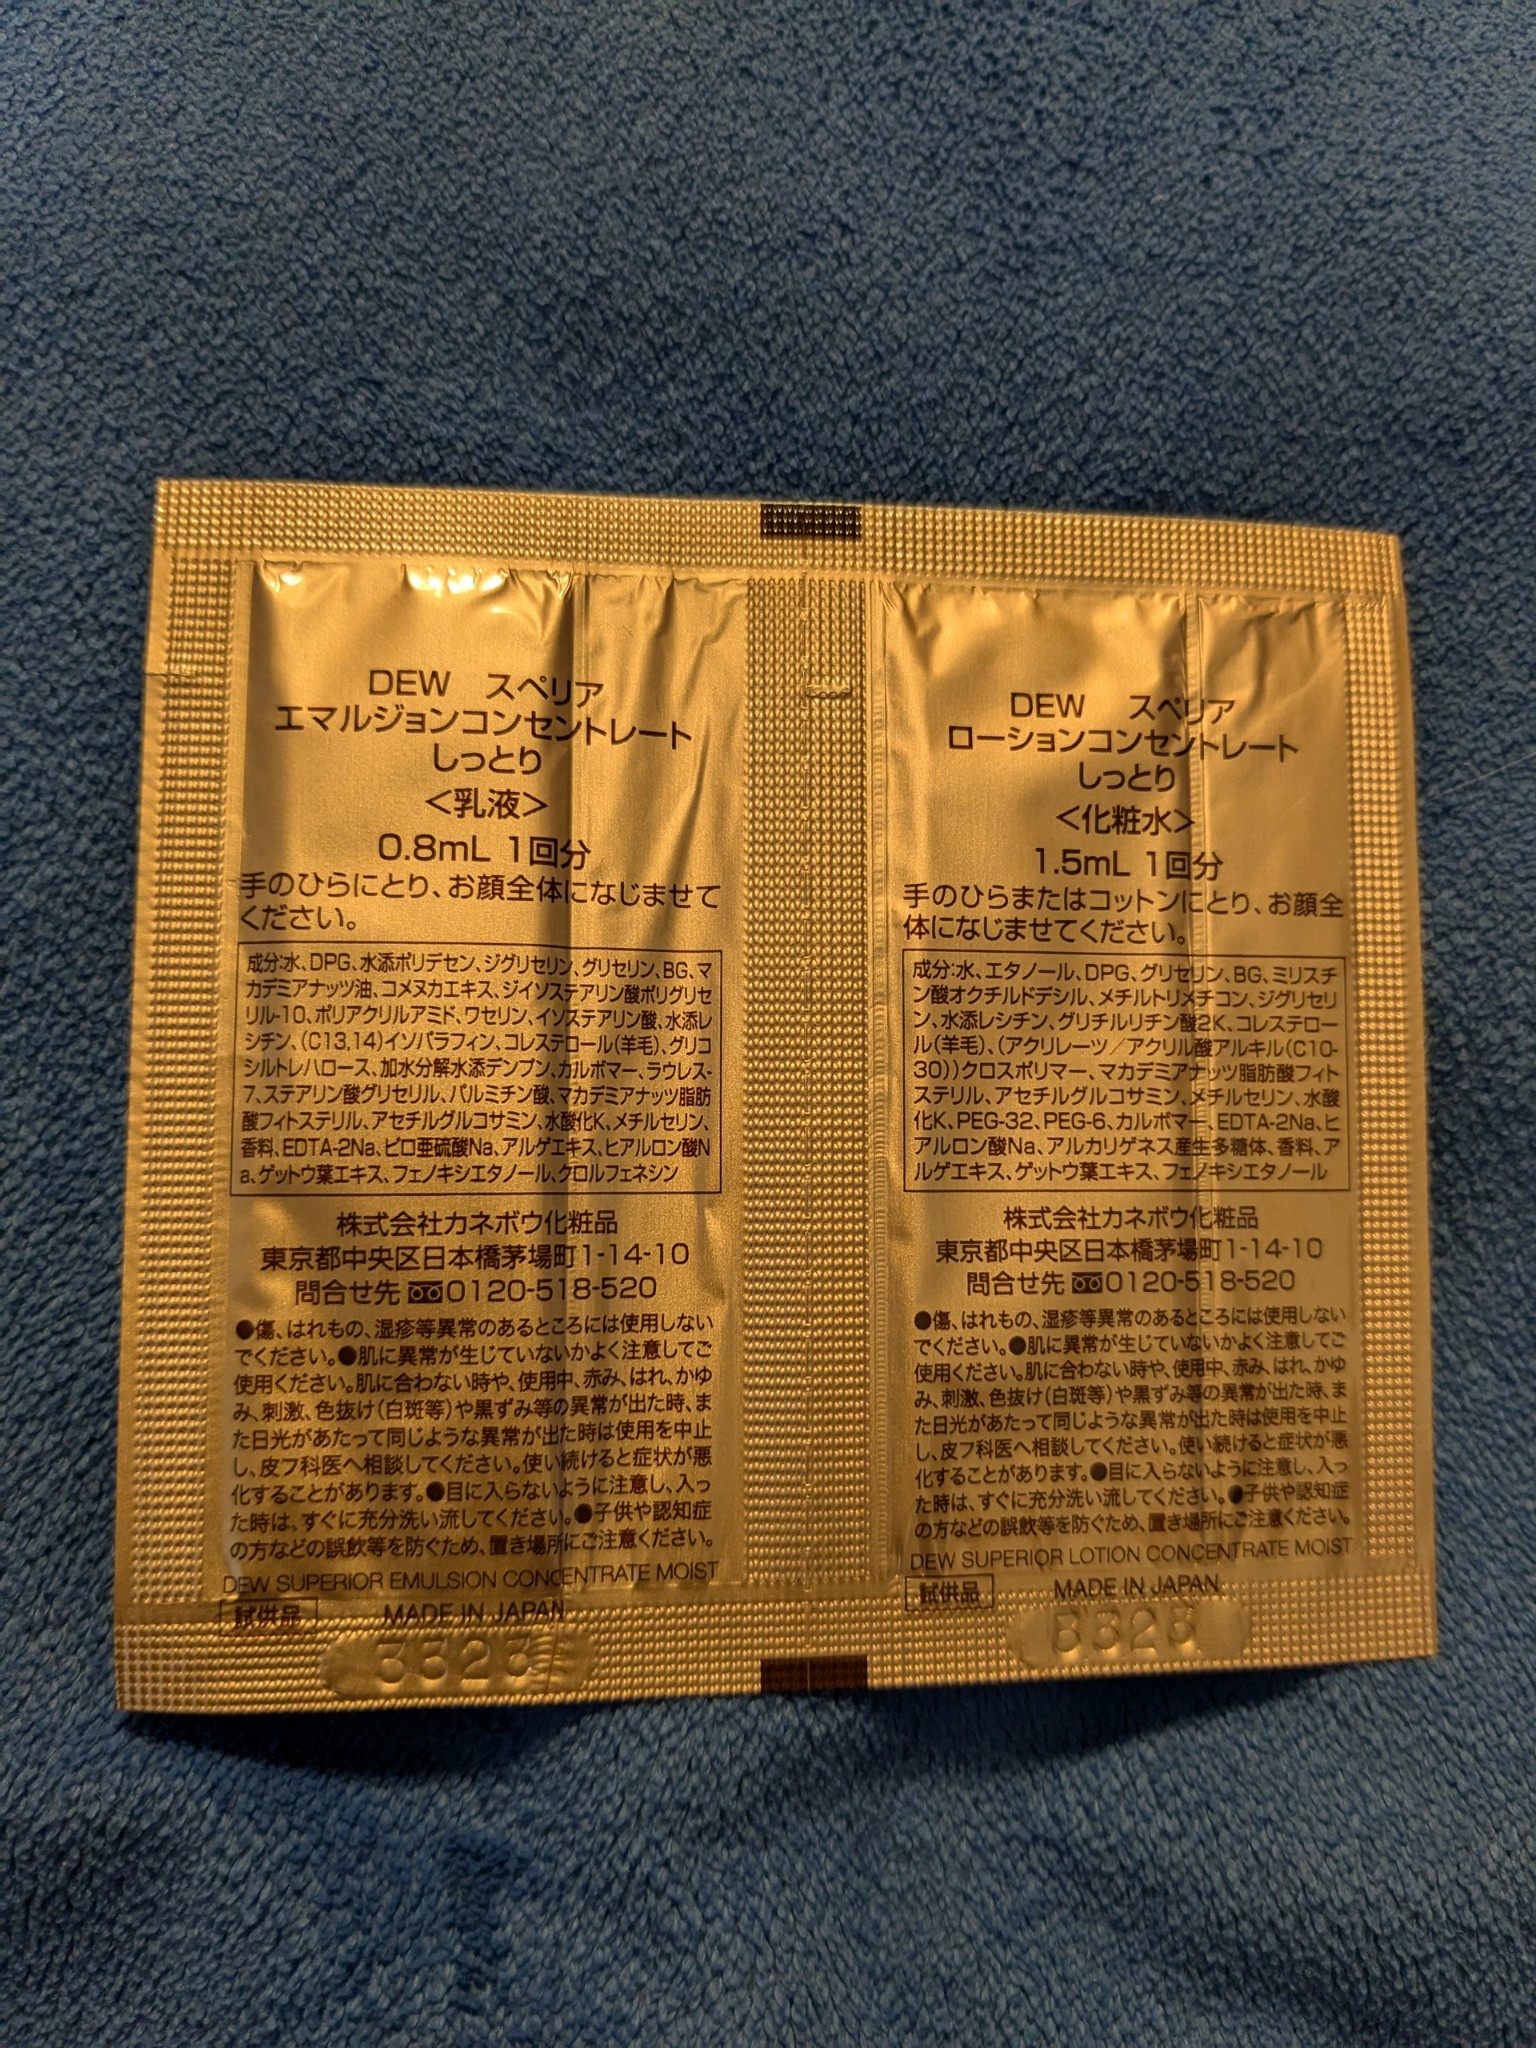 DEW スペリア
エマルジョンコンセントレート
しっとり
<乳液>
0.8mL 1回分
手のひらにとり、お顔全体になじませて
ください。
成分:水、DPG、水添ポリデセン、ジグリセリン、グリセリン、BG、マ
カデミアナッツ油、コメヌカエキス、ジイソステアリン酸ポリグリセ
リル-10、ポリアクリルアミド、ワセリン、イソステアリン酸、水添レ
シチン、(C13,14)イソパラフィン、コレステロール(羊毛)、グリコ
シルトレハロース、加水分解水添デンプン、カルボマー、ラウレス-
7、ステアリン酸グリセリル、パルミチン酸、マカデミアナッツ脂肪
酸フィトステリル、アセチルグルコサミン、水酸化K、メチルセリン、
香料、EDTA-2Na、ピロ亜硫酸Na、アルゲエキス、ヒアルロン酸N
a、ゲットウ葉エキス、フェノキシエタノール、クロルフェネシン
株式会社カネボウ化粧品
東京都中央区日本橋茅場町1-14-10
問合せ先 0120-518-520
●傷、はれもの、湿疹等異常のあるところには使用しない
でください。●肌に異常が生じていないかよく注意してご
使用ください。肌に合わない時や、使用中、赤み、はれ、かゆ
み、刺激、色抜け(白斑等)や黒ずみ等の異常が出た時、ま
た日光があたって同じような異常が出た時は使用を中止
し、皮フ科医へ相談してください。使い続けると症状が悪
化することがあります。●目に入らないように注意し、入っ
た時は、すぐに充分洗い流してください。●子供や認知症
の方などの誤飲等を防ぐため、置き場所にご注意ください。
DEW SUPERIOR EMULSION CONCENTRATE MOIST
試供品 MADE IN JAPAN
3323
DEW スペリア
ローションコンセントレート
しっとり
<化粧水>
1.5mL 1回分
手のひらまたはコットンにとり、お顔全
体になじませてください。
成分:水、エタノール、DPG、グリセリン、BG、ミリスチ
ン酸オクチルドデシル、メチルトリメチコン、ジグリセリ
ン、水添レシチン、グリチルリチン酸2K、コレステロー
ル(羊毛)、(アクリレーツ／アクリル酸アルキル(C10-
30))クロスポリマー、マカデミアナッツ脂肪酸フィト
ステリル、アセチルグルコサミン、メチルセリン、水酸
化K、PEG-32、PEG-6、カルボマー、EDTA-2Na、ヒ
アルロン酸Na、アルカリゲネス産生多糖体、香料、ア
ルゲエキス、ゲットウ葉エキス、フェノキシエタノール
株式会社カネボウ化粧品
東京都中央区日本橋茅場町1-14-10
問合せ先 0120-518-520
●傷、はれもの、湿疹等異常のあるところには使用しない
でください。●肌に異常が生じていないかよく注意してご
使用ください。肌に合わない時や、使用中、赤み、はれ、かゆ
み、刺激、色抜け(白斑等)や黒ずみ等の異常が出た時、ま
た日光があたって同じような異常が出た時は使用を中止
し、皮フ科医へ相談してください。使い続けると症状が悪
化することがあります。●目に入らないように注意し、入っ
た時は、すぐに充分洗い流してください。●子供や認知症
の方などの誤飲等を防ぐため、置き場所にご注意ください。
DEW SUPERIOR LOTION CONCENTRATE MOIST
試供品 MADE IN JAPAN
3323